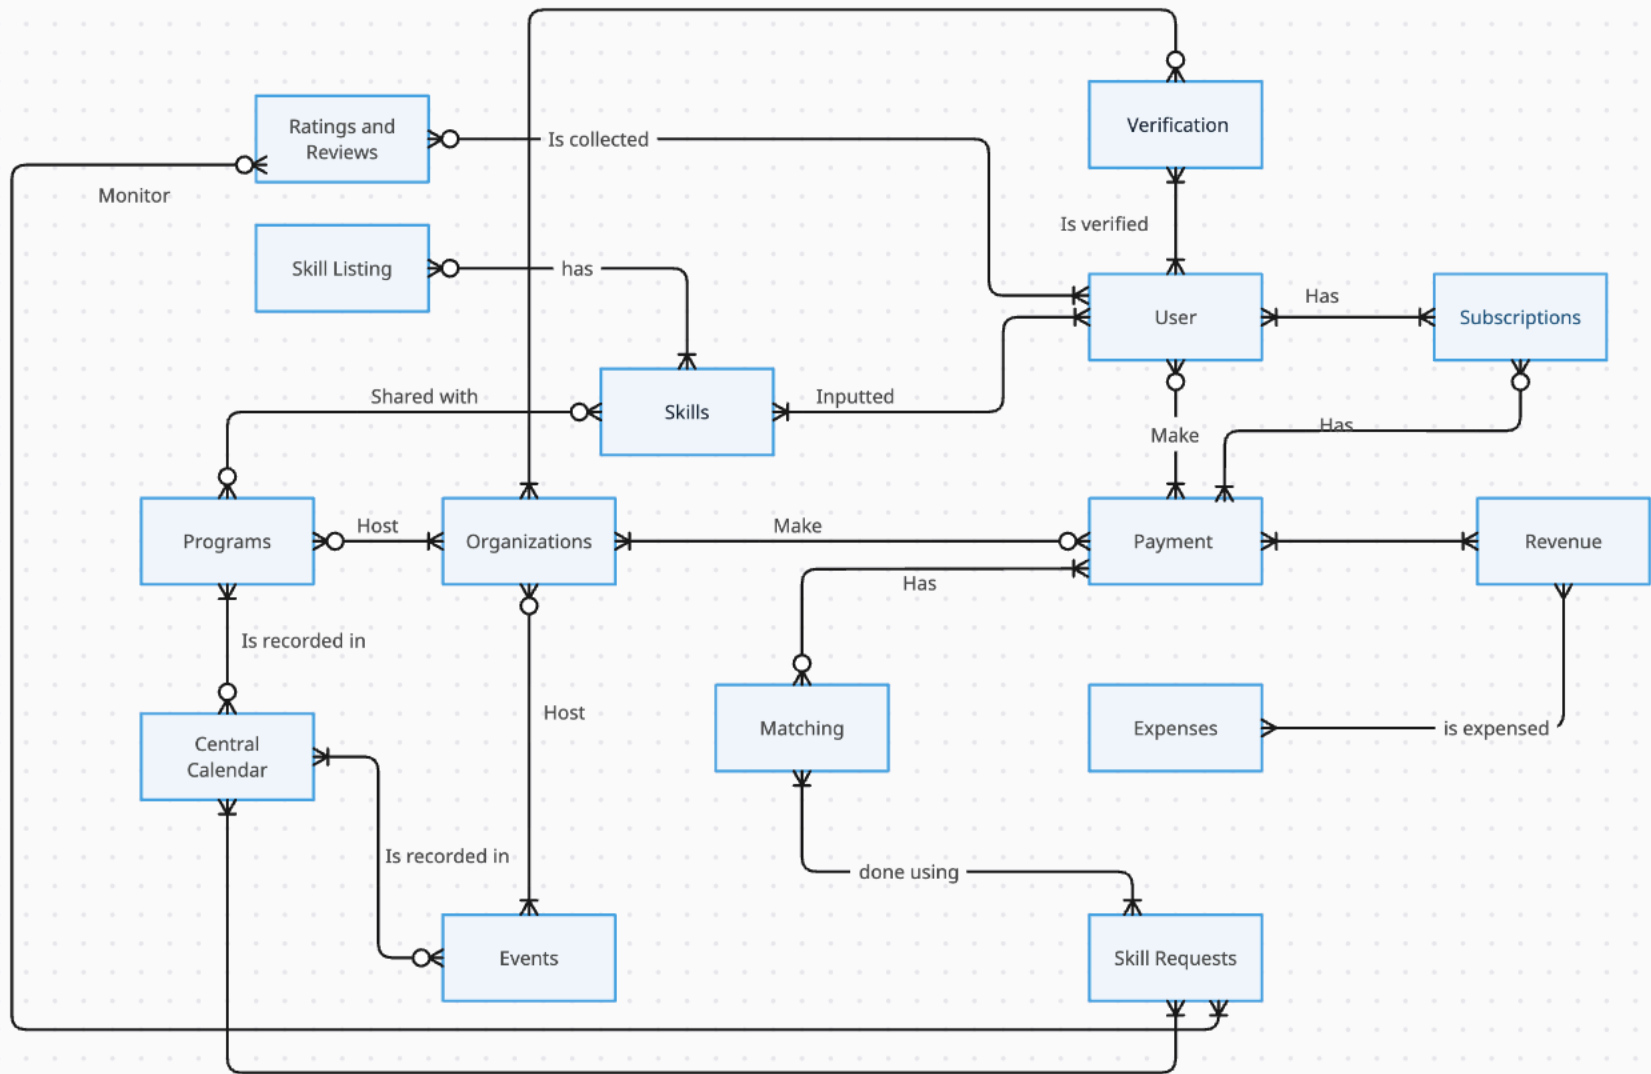 Verification
Ratings and
Reviews
Is collected
Monitor
Is verified
Skill Listing
has
User
Has
Subscriptions
Shared with
Skills
Inputted
Make
Has
Programs
Host
Organizations
Make
Payment
Revenue
Has
Is recorded in
Host
Matching
Expenses
is expensed
Central
Calendar
Is recorded in
done using
Events
Skill Requests